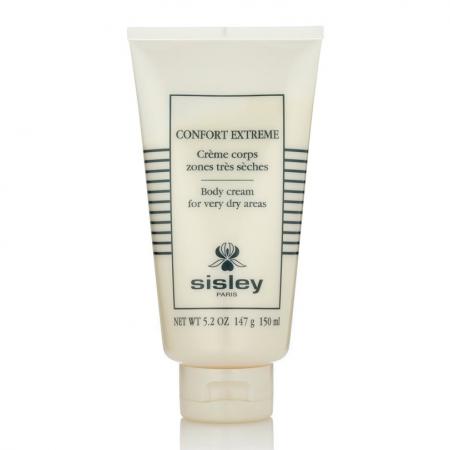 CONFORT EXTREME
Crème corps
zones très sèches
Body cream
for very dry areas
sisley
PARIS
NET WT 5.2 OZ 147 g 150 ml